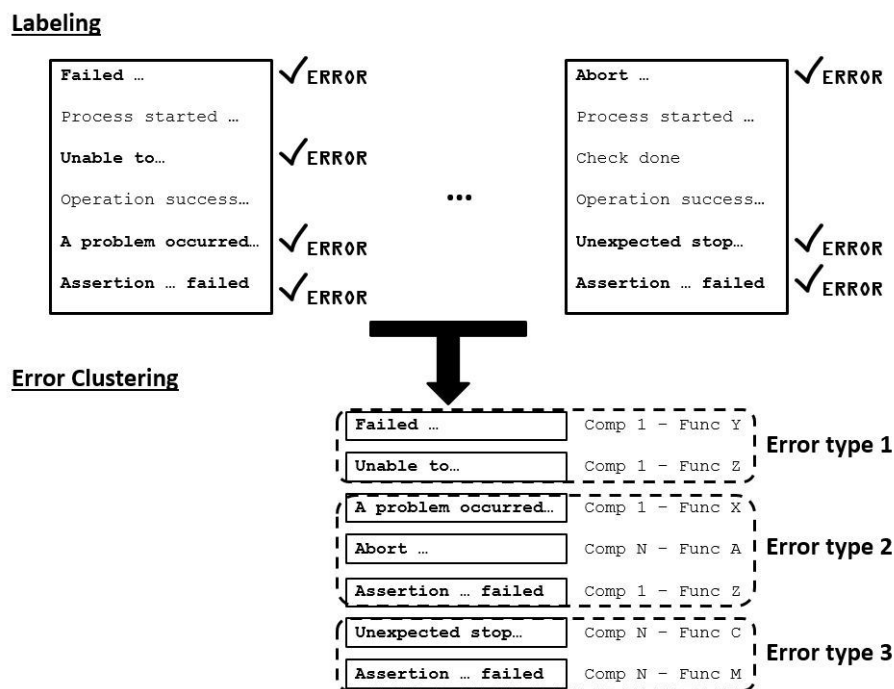 Labeling
Failed …
ERROR
Process started …
Unable to…
ERROR
Operation success…
A problem occurred…
ERROR
Assertion … failed
ERROR
...
Abort …
ERROR
Process started …
Check done
Operation success…
Unexpected stop…
ERROR
Assertion … failed
ERROR
Error Clustering
Failed … Comp 1 – Func Y
Unable to… Comp 1 – Func Z
Error type 1
A problem occurred… Comp 1 – Func X
Abort … Comp N – Func A
Error type 2
Assertion … failed Comp 1 – Func Z
Unexpected stop… Comp N – Func C
Assertion … failed Comp N – Func M
Error type 3